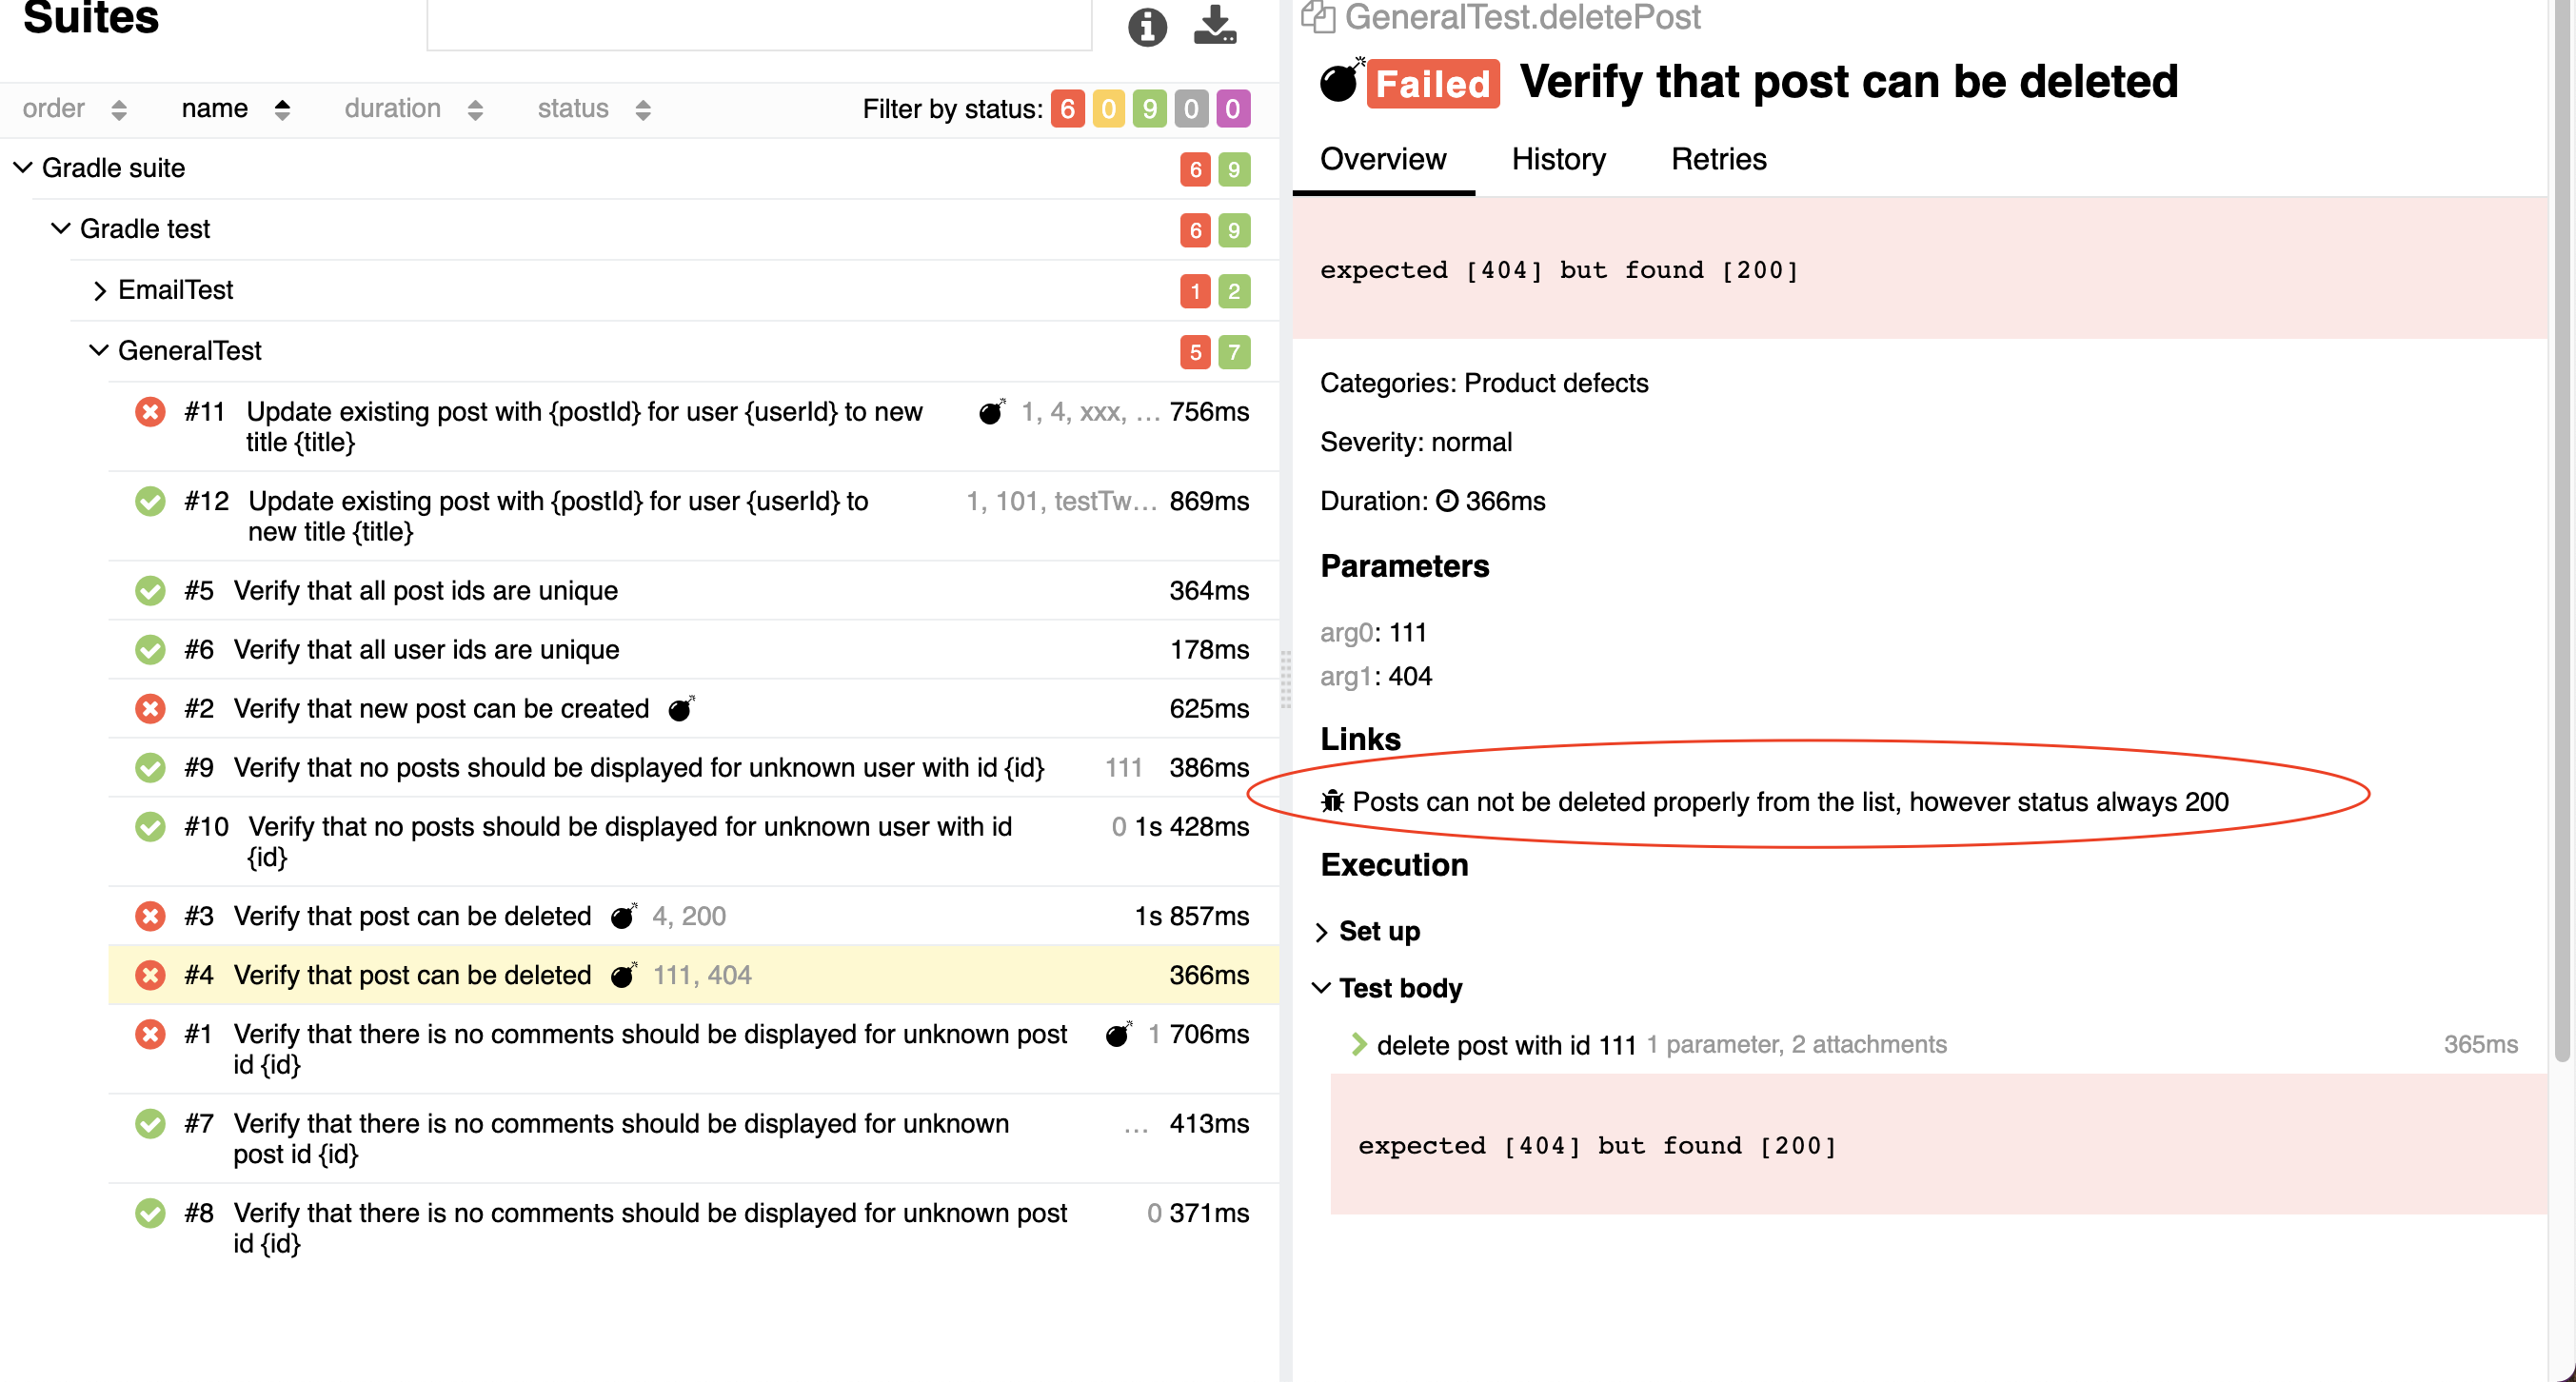 Suites
order name duration status Filter by status: 6 0 9 0 0
Gradle suite 6 9
Gradle test 6 9
EmailTest 1 2
GeneralTest 5 7
#11 Update existing post with {postId} for user {userId} to new 1, 4, xxx, … 756ms
title {title}
#12 Update existing post with {postId} for user {userId} to 1, 101, testTw… 869ms
new title {title}
#5 Verify that all post ids are unique 364ms
#6 Verify that all user ids are unique 178ms
#2 Verify that new post can be created 625ms
#9 Verify that no posts should be displayed for unknown user with id {id} 111 386ms
#10 Verify that no posts should be displayed for unknown user with id 0 1s 428ms
{id}
#3 Verify that post can be deleted 4, 200 1s 857ms
#4 Verify that post can be deleted 111, 404 366ms
#1 Verify that there is no comments should be displayed for unknown post 1 706ms
id {id}
#7 Verify that there is no comments should be displayed for unknown … 413ms
post id {id}
#8 Verify that there is no comments should be displayed for unknown post 0 371ms
id {id}
GeneralTest.deletePost
Failed Verify that post can be deleted
Overview History Retries
expected [404] but found [200]
Categories: Product defects
Severity: normal
Duration: 366ms
Parameters
arg0: 111
arg1: 404
Links
Posts can not be deleted properly from the list, however status always 200
Execution
Set up
Test body
delete post with id 111 1 parameter, 2 attachments 365ms
expected [404] but found [200]